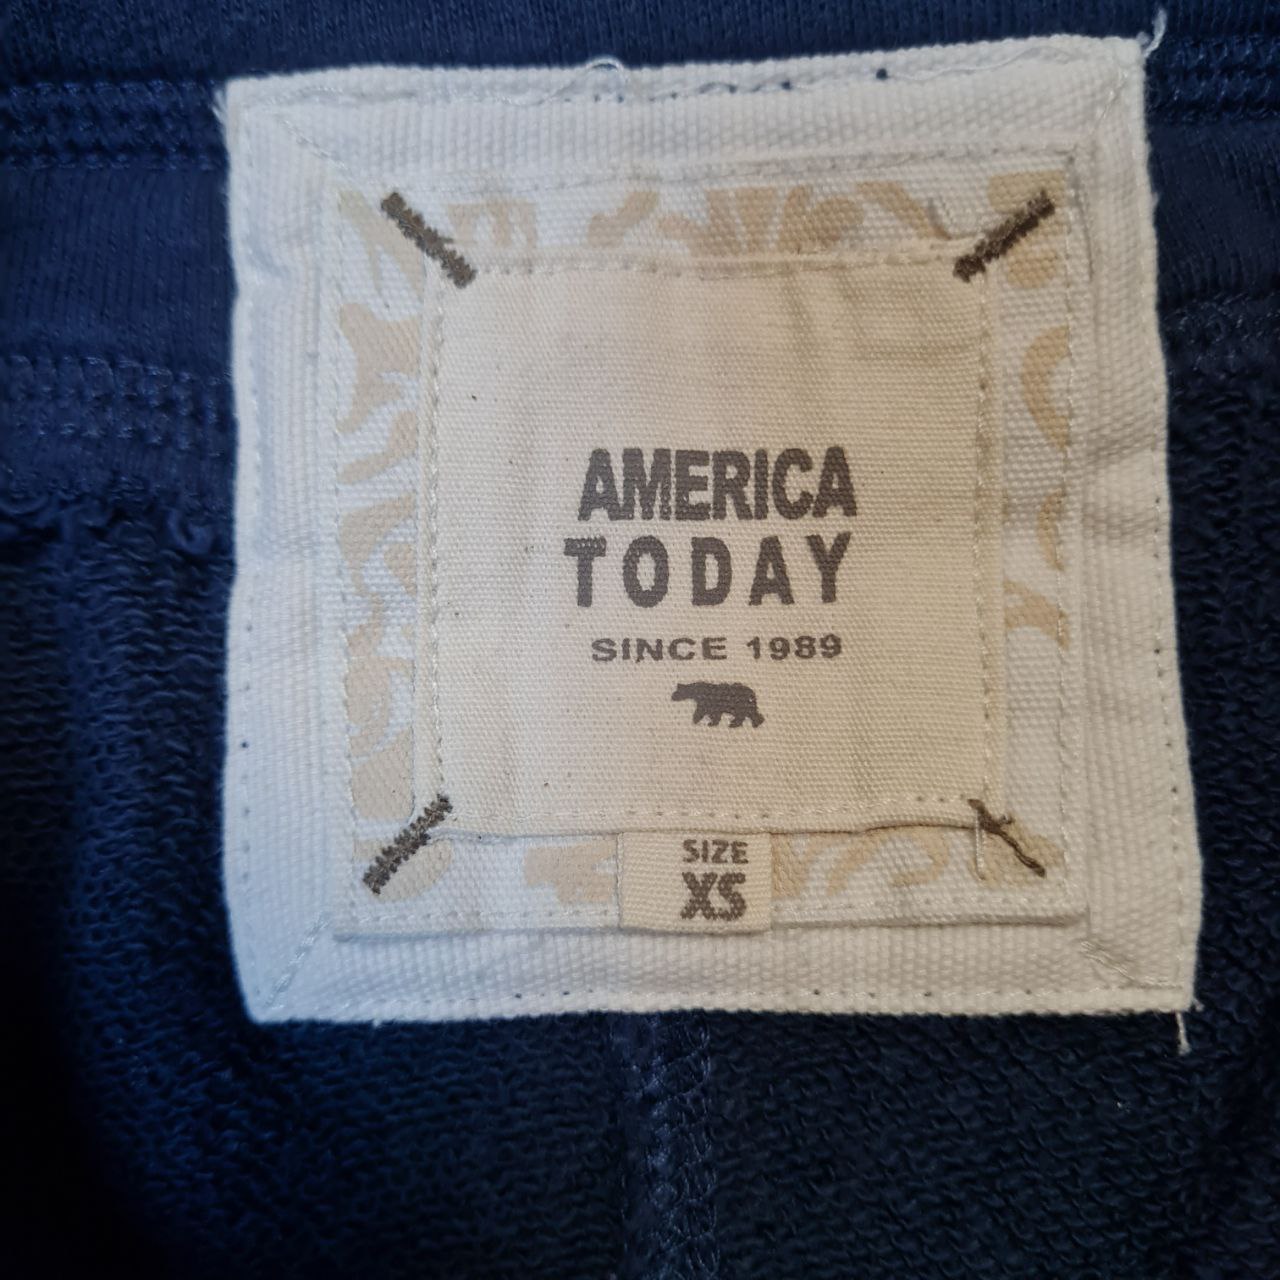 AMERICA
TODAY
SINCE 1989
SIZE
XS